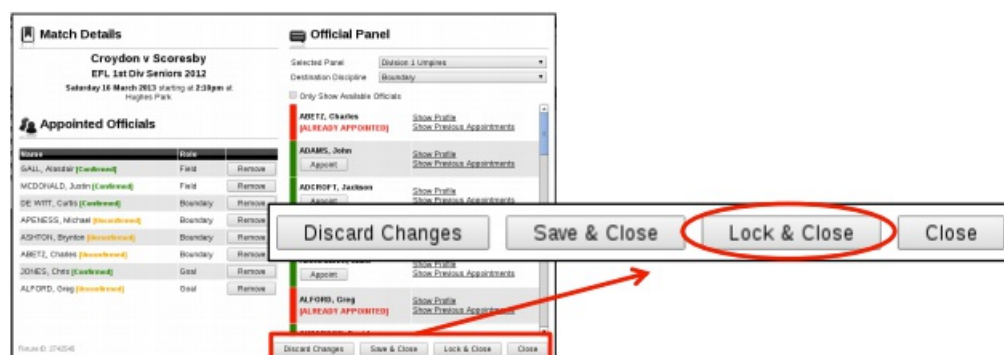 Match Details
Croydon v Scoresby
EFL 1st Div Seniors 2012
Saturday 16 March 2013 starting at 2:10pm at
Hughes Park
Appointed Officials
Name Role
GALL, Alastair [Confirmed] Field Remove
MCDONALD, Justin [Confirmed] Field Remove
DE WITT, Curtis [Confirmed] Boundary Remove
APENESS, Michael [Unconfirmed] Boundary Remove
ASHTON, Brynton [Unconfirmed] Boundary Remove
ABETZ, Charles [Unconfirmed] Boundary Remove
JONES, Chris [Confirmed] Goal Remove
ALFORD, Greg [Unconfirmed] Goal Remove
Official Panel
Selected Panel Division 1 Umpires
Destination Discipline Boundary
Only Show Available Officials
ABETZ, Charles Show Profile
[ALREADY APPOINTED] Show Previous Appointments
ADAMS, John Show Profile
Appoint Show Previous Appointments
ADCROFT, Jackson Show Profile
Discard Changes Save & Close Lock & Close Close
Appoint Show Previous Appointments
ALFORD, Greg Show Profile
[ALREADY APPOINTED] Show Previous Appointments
Discard Changes Save & Close Lock & Close Close